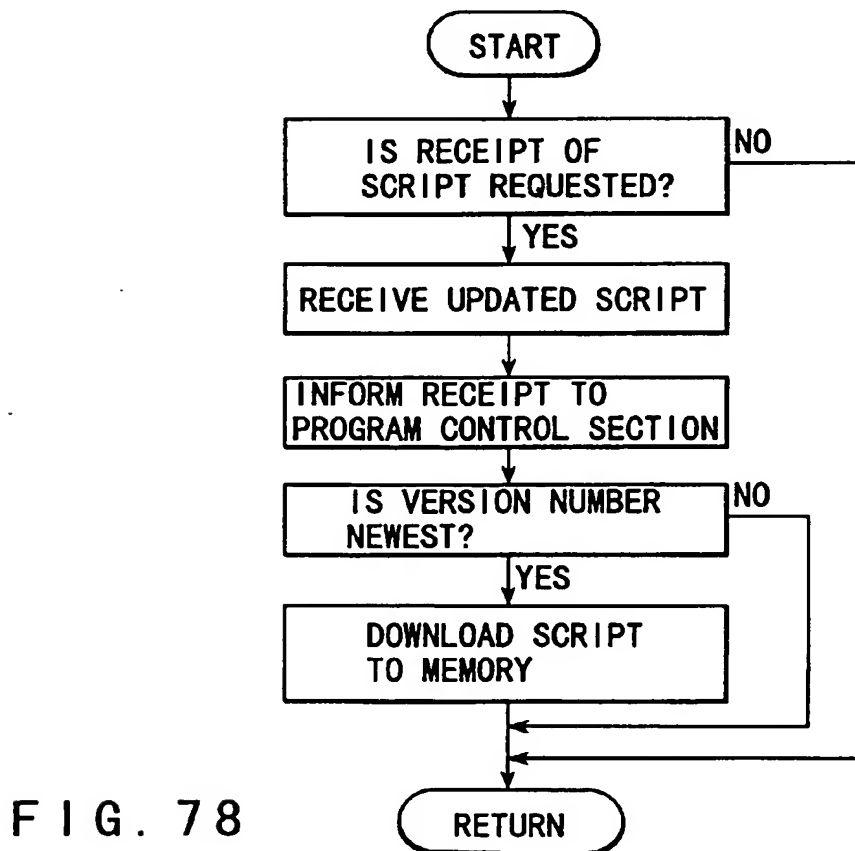 START
IS RECEIPT OF
SCRIPT REQUESTED?
NO
YES
RECEIVE UPDATED SCRIPT
INFORM RECEIPT TO
PROGRAM CONTROL SECTION
IS VERSION NUMBER
NEWEST?
NO
YES
DOWNLOAD SCRIPT
TO MEMORY
RETURN
FIG. 78